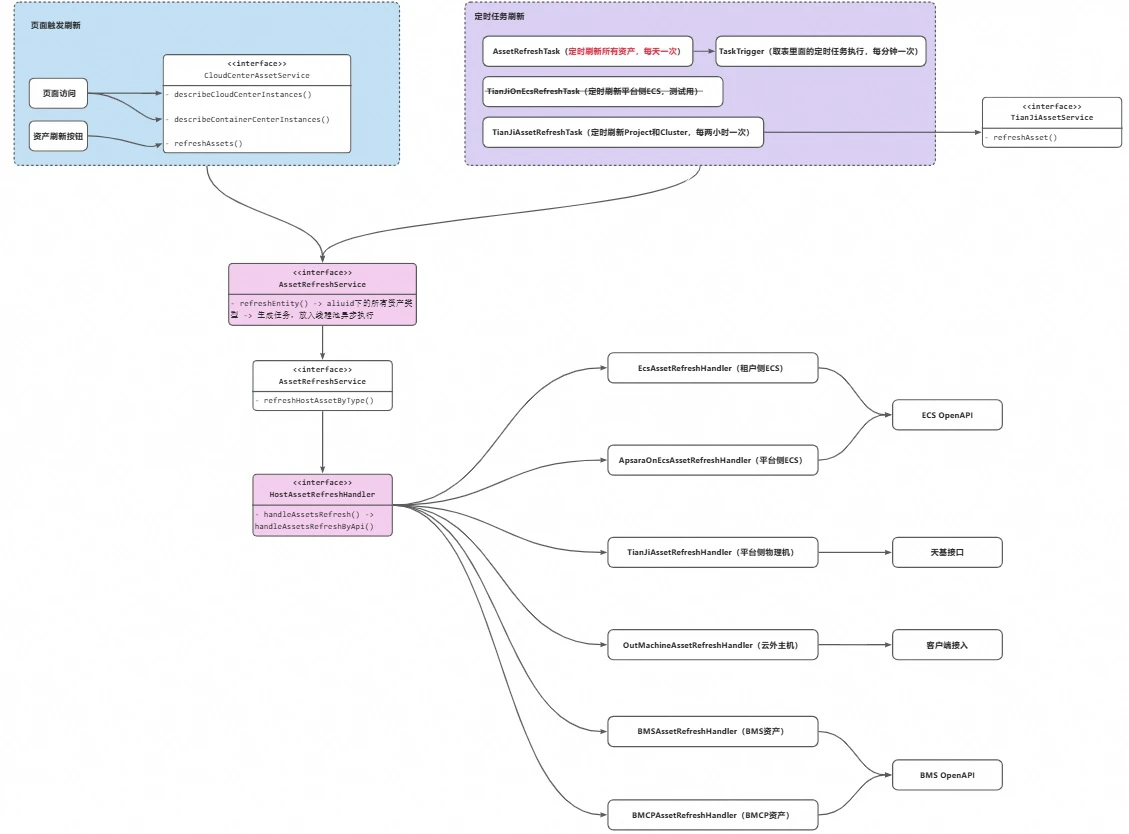 页面触发刷新
<<interface>>
CloudCenterAssetService
- describeCloudCenterInstances()
- describeContainerCenterInstances()
- refreshAssets()
页面访问
资产刷新按钮
定时任务刷新
AssetRefreshTask（定时刷新所有资产，每天一次）
TaskTrigger（取表里面的定时任务执行，每分钟一次）
TianJiOnEcsRefreshTask（定时刷新平台侧ECS，测试用）
TianJiAssetRefreshTask（定时刷新Project和Cluster，每两小时一次）
<<interface>>
TianJiAssetService
- refreshAsset()
<<interface>>
AssetRefreshService
- refreshEntity() -> aliuid下的所有资产类
型 -> 生成任务，放入线程池异步执行
<<interface>>
AssetRefreshService
- refreshHostAssetByType()
<<interface>>
HostAssetRefreshHandler
- handleAssetsRefresh() ->
handleAssetsRefreshByApi()
EcsAssetRefreshHandler（租户侧ECS）
ECS OpenAPI
ApsaraOnEcsAssetRefreshHandler（平台侧ECS）
TianJiAssetRefreshHandler（平台侧物理机）
天基接口
OutMachineAssetRefreshHandler（云外主机）
客户端接入
BMSAssetRefreshHandler（BMS资产）
BMS OpenAPI
BMCPAssetRefreshHandler（BMCP资产）